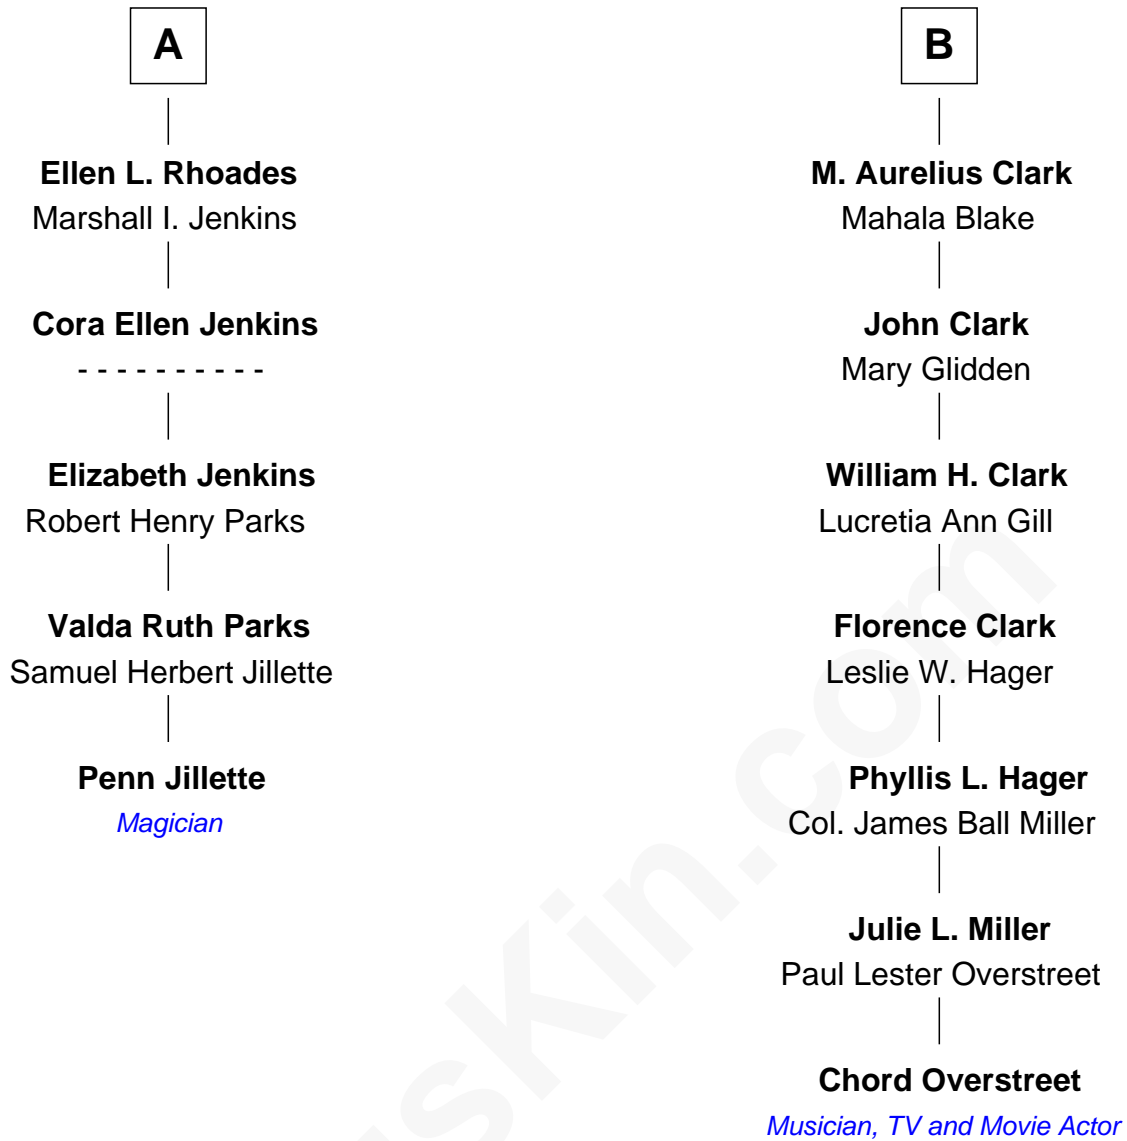 A
Ellen L. Rhoades
Marshall I. Jenkins
Cora Ellen Jenkins
- - - - - - - - - -
Elizabeth Jenkins
Robert Henry Parks
Valda Ruth Parks
Samuel Herbert Jillette
Penn Jillette
Magician
B
M. Aurelius Clark
Mahala Blake
John Clark
Mary Glidden
William H. Clark
Lucretia Ann Gill
Florence Clark
Leslie W. Hager
Phyllis L. Hager
Col. James Ball Miller
Julie L. Miller
Paul Lester Overstreet
Chord Overstreet
Musician, TV and Movie Actor
sKin.com